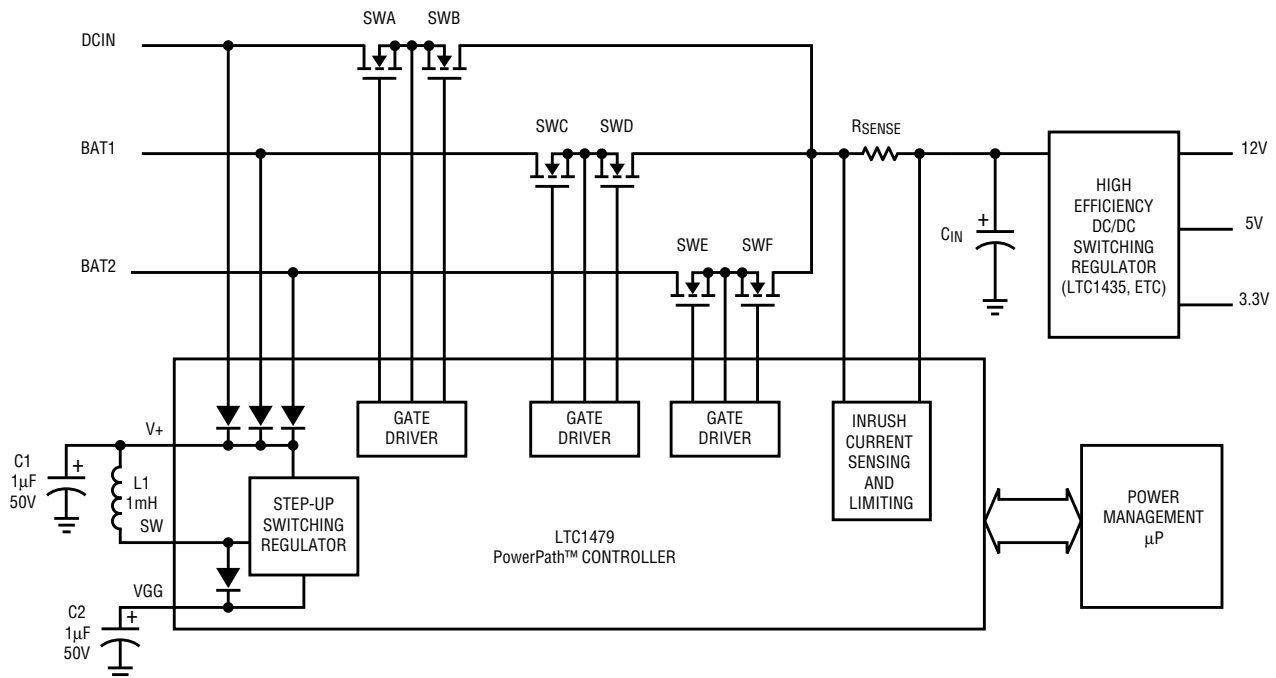 SWA
SWB
DCIN
SWC
SWD
RSENSE
BAT1
12V
HIGH
EFFICIENCY
DC/DC
SWITCHING
REGULATOR
(LTC1435, ETC)
+
CIN
5V
SWE
SWF
BAT2
3.3V
V+
GATE
DRIVER
GATE
DRIVER
GATE
DRIVER
INRUSH
CURRENT
SENSING
AND
LIMITING
C1
1µF
50V
+
L1
1mH
SW
STEP-UP
SWITCHING
REGULATOR
LTC1479
PowerPath™ CONTROLLER
POWER
MANAGEMENT
µP
VGG
C2
1µF
50V
+